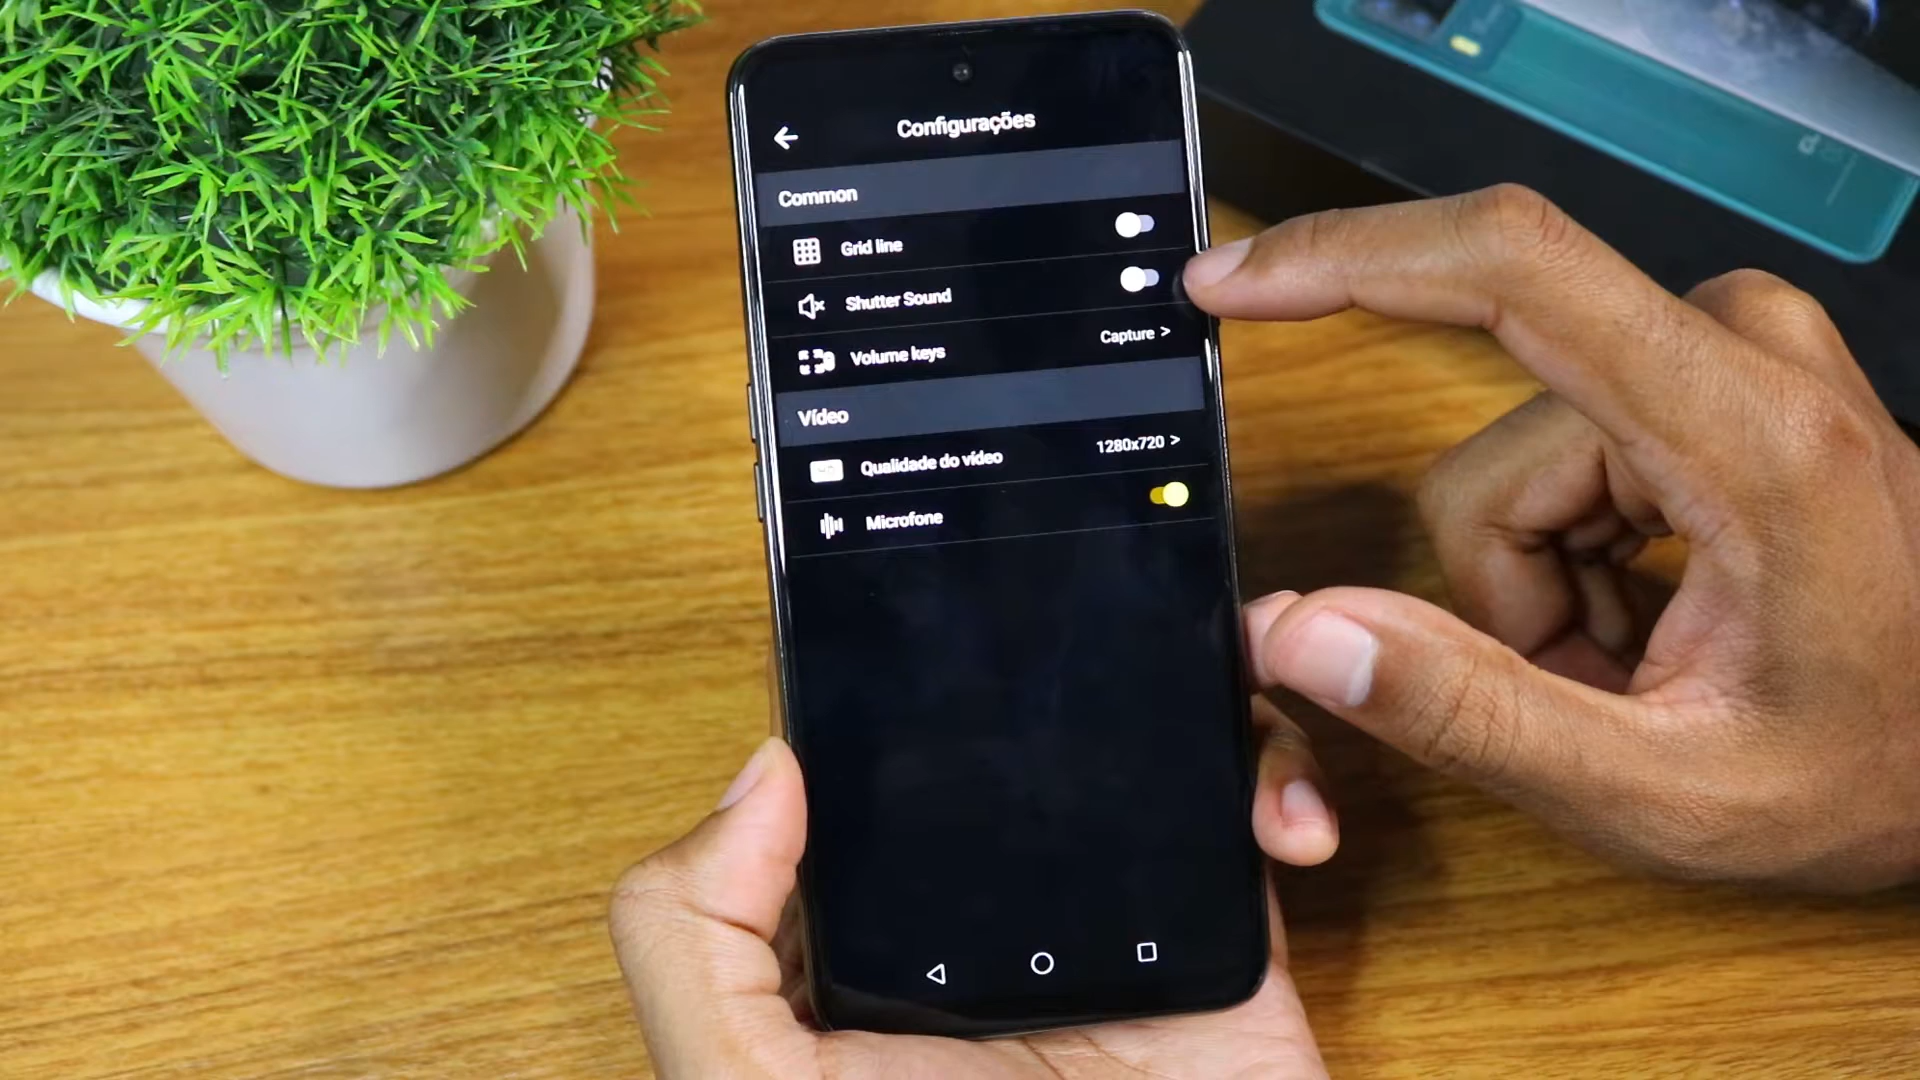 Configurações
Common
Grid line
Shutter Sound
Volume keys Capture >
Vídeo
Qualidade do vídeo 1280x720 >
Microfone